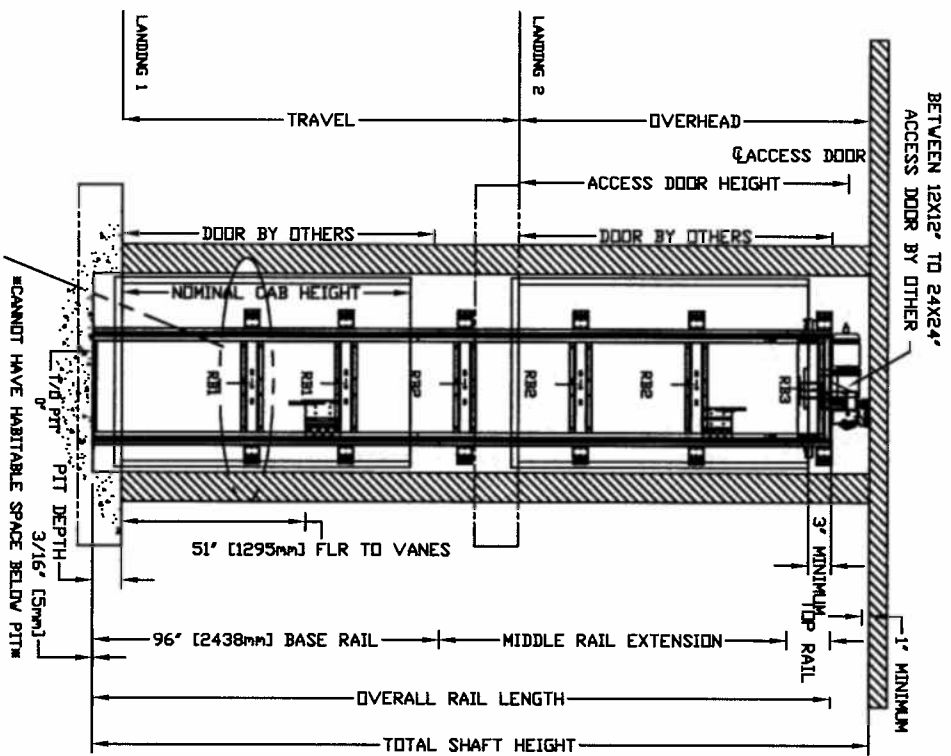 BETWEEN 12X12" TO 24X24"
ACCESS DOOR BY OTHER
LANDING 2
LANDING 1
TRAVEL
OVERHEAD
℄ACCESS DOOR
ACCESS DOOR HEIGHT
DOOR BY OTHERS
DOOR BY OTHERS
NOMINAL CAB HEIGHT
RB1
RB1
RB2
RB2
RB2
RB3
T/O PIT
0"
PIT DEPTH
3/16" [5mm]
*CANNOT HAVE HABITABLE SPACE BELOW PIT*
51" [1295mm] FLR TO VANES
3" MINIMUM
TOP RAIL
1" MINIMUM
96" [2438mm] BASE RAIL
MIDDLE RAIL EXTENSION
OVERALL RAIL LENGTH
TOTAL SHAFT HEIGHT